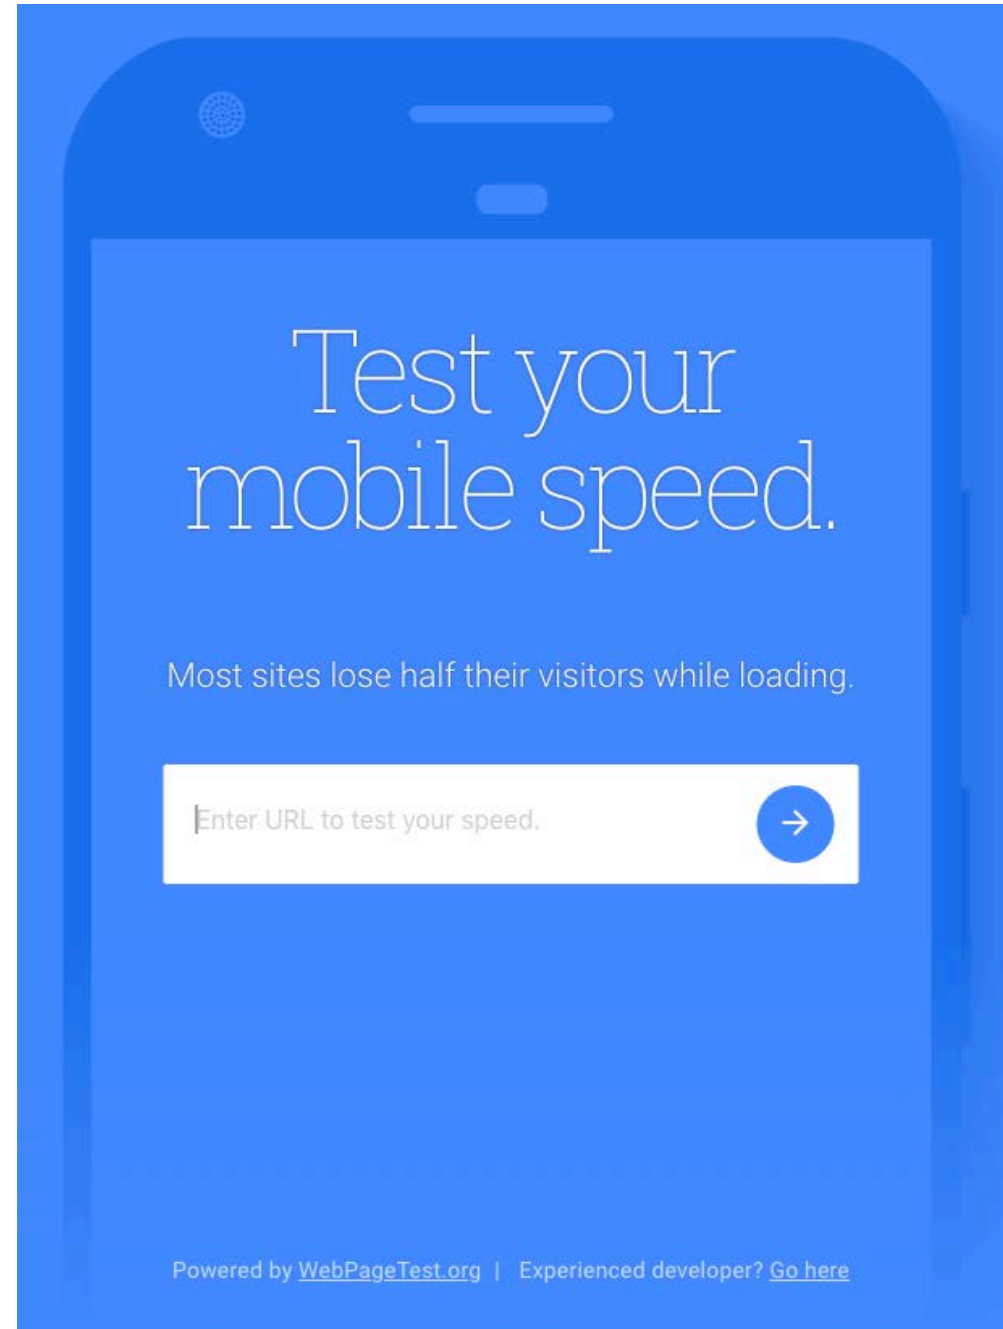 Test your
mobile speed.
Most sites lose half their visitors while loading.
Enter URL to test your speed.
Powered by WebPageTest.org | Experienced developer? Go here